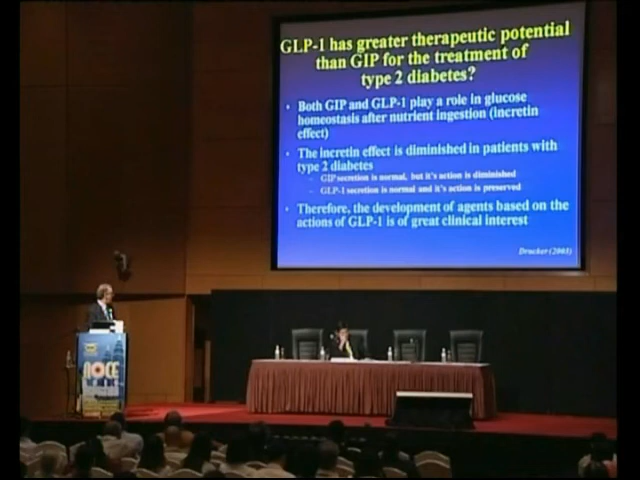 GLP-1 has greater therapeutic potential
than GIP for the treatment of
type 2 diabetes?
• Both GIP and GLP-1 play a role in glucose
homeostasis after nutrient ingestion (incretin
effect)
• The incretin effect is diminished in patients with
type 2 diabetes
– GIP secretion is normal, but it's action is diminished
– GLP-1 secretion is normal and it's action is preserved
• Therefore, the development of agents based on the
actions of GLP-1 is of great clinical interest
Drucker (2003)